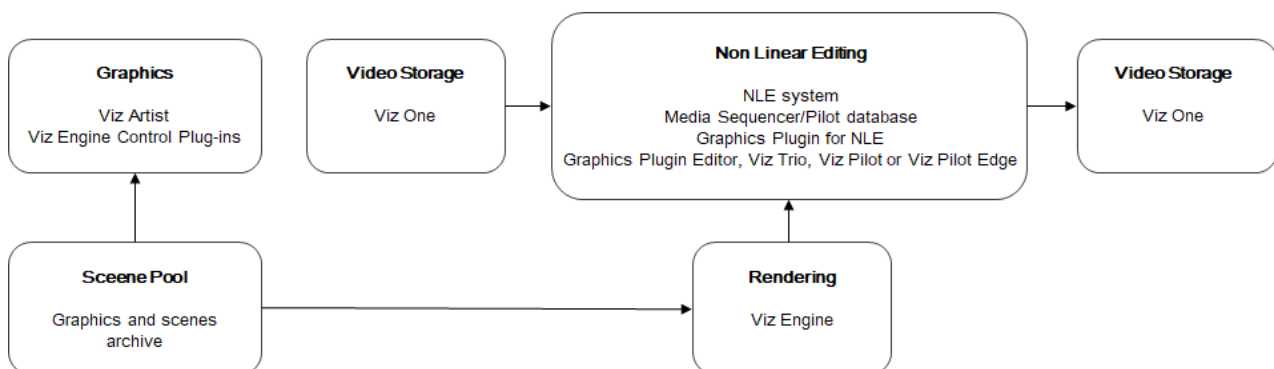 Graphics
Viz Artist
Viz Engine Control Plug-ins
Video Storage
Viz One
Non Linear Editing
NLE system
Media Sequencer/Pilot database
Graphics Plugin for NLE
Graphics Plugin Editor, Viz Trio, Viz Pilot or Viz Pilot Edge
Video Storage
Viz One
Sceene Pool
Graphics and scenes
archive
Rendering
Viz Engine